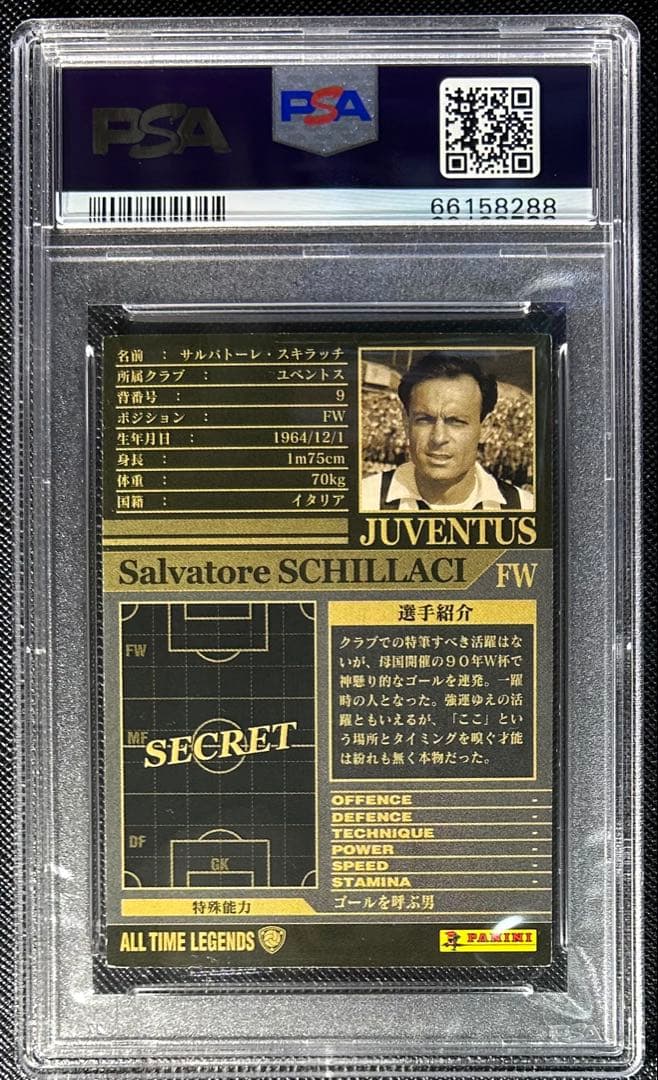 PSA
PSA
66158288
名前 : サルバトーレ・スキラッチ
所属クラブ : ユベントス
背番号 : 9
ポジション : FW
生年月日 : 1964/12/1
身長 : 1m75cm
体重 : 70kg
国籍 : イタリア
JUVENTUS
Salvatore SCHILLACI FW
FW
MF
SECRET
DF
GK
特殊能力
選手紹介
クラブでの特筆すべき活躍はな
いが、母国開催の90年W杯で
神懸り的なゴールを連発。一躍
時の人となった。強運ゆえの活
躍ともいえるが、「ここ」とい
う場所とタイミングを嗅ぐ才能
は紛れも無く本物だった。
OFFENCE -
DEFENCE -
TECHNIQUE -
POWER -
SPEED -
STAMINA -
ゴールを呼ぶ男
ALL TIME LEGENDS
PANINI
PSA